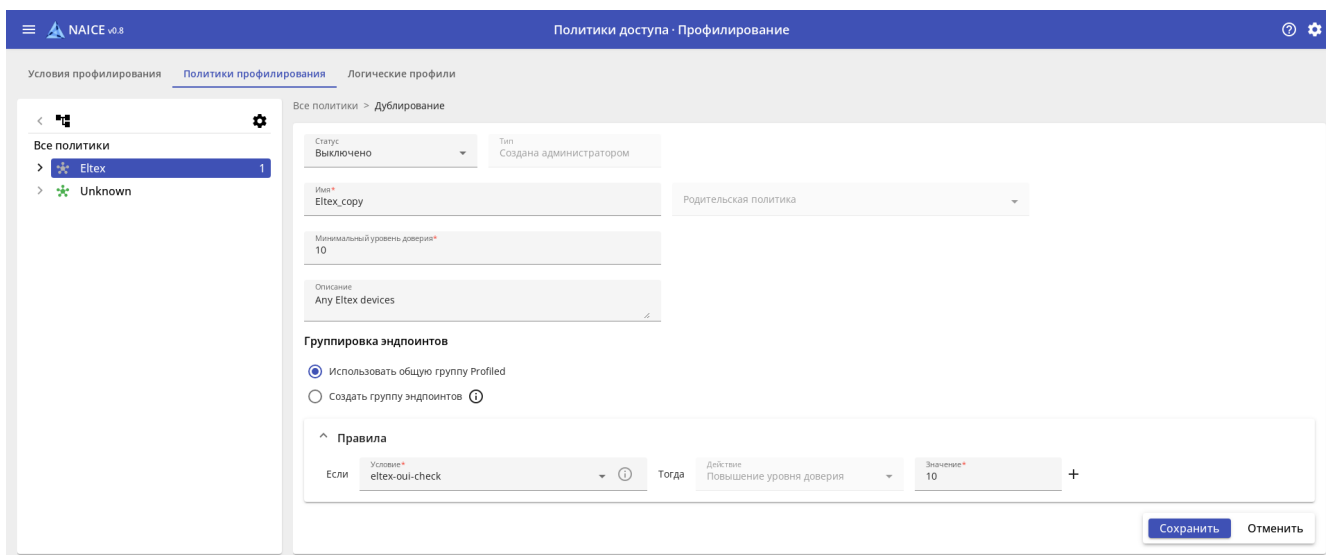 NAICE v0.8
Политики доступа · Профилирование
Условия профилирования Политики профилирования Логические профили
Все политики > Дублирование
Все политики
Eltex 1
Unknown
Статус
Выключено
Тип
Создана администратором
Имя*
Eltex_copy
Родительская политика
Минимальный уровень доверия*
10
Описание
Any Eltex devices
Группировка эндпоинтов
Использовать общую группу Profiled
Создать группу эндпоинтов
Правила
Если
Условие*
eltex-oui-check
Тогда
Действие
Повышение уровня доверия
Значение*
10
Сохранить Отменить